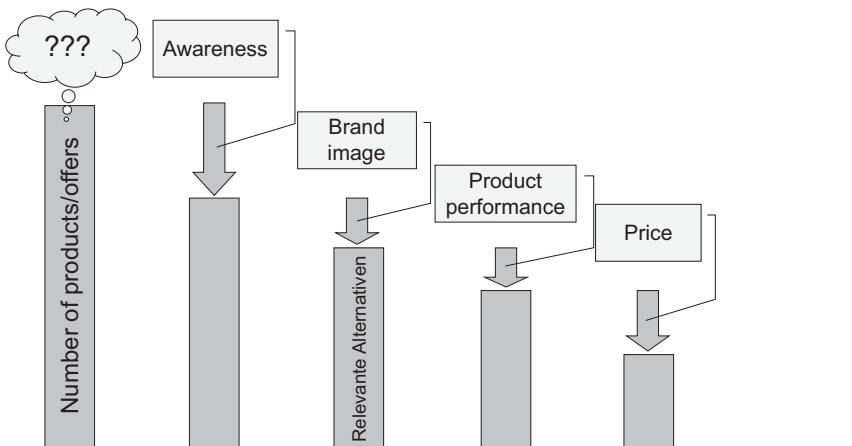 ???
Awareness
Brand
image
Product
performance
Price
Number of products/offers
Relevante Alternativen